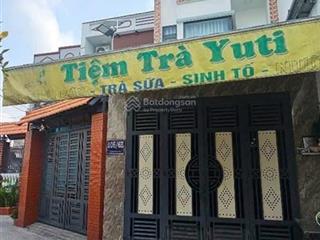 Tiệm Trà Yuti
TRÀ SỮA - SINH TỐ -
Batdongsan